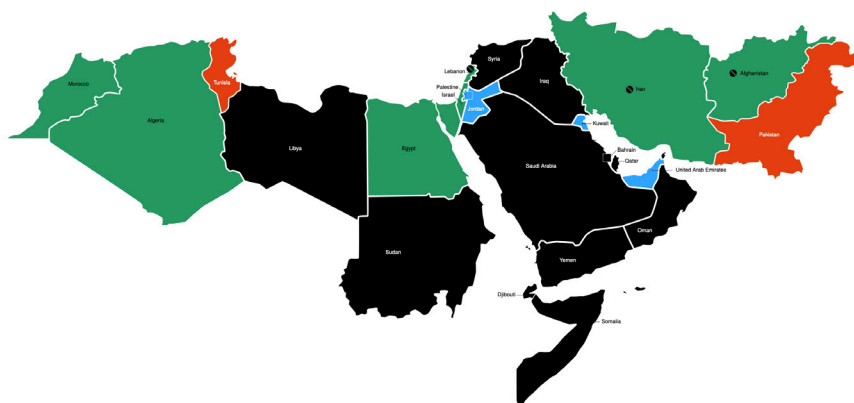 Morocco
Algeria
Tunisia
Libya
Egypt
Sudan
Lebanon
Palestine,
Israel
Syria
Jordan
Iraq
Kuwait
Bahrain
Qatar
Saudi Arabia
United Arab Emirates
Oman
Yemen
Djibouti
Somalia
Iran
Afghanistan
Pakistan